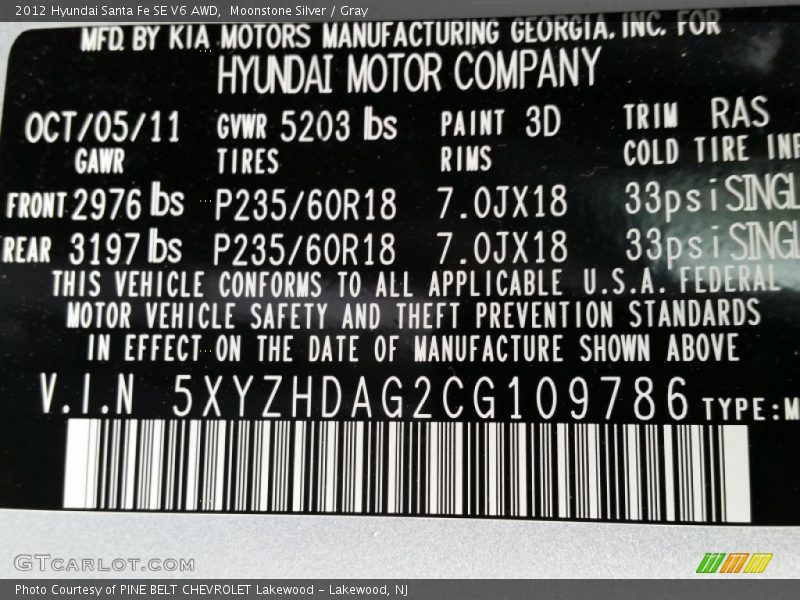 2012 Hyundai Santa Fe SE V6 AWD, Moonstone Silver / Gray
MFD. BY KIA MOTORS MANUFACTURING GEORGIA. INC. FOR
HYUNDAI MOTOR COMPANY
OCT/05/11 GVWR 5203 lbs PAINT 3D TRIM RAS
GAWR TIRES RIMS COLD TIRE INF
FRONT 2976 lbs P235/60R18 7.0JX18 33psi SINGL
REAR 3197 lbs P235/60R18 7.0JX18 33psi SINGL
THIS VEHICLE CONFORMS TO ALL APPLICABLE U.S.A. FEDERAL
MOTOR VEHICLE SAFETY AND THEFT PREVENTION STANDARDS
IN EFFECT ON THE DATE OF MANUFACTURE SHOWN ABOVE
V.I.N 5XYZHDAG2CG109786 TYPE:M
GTCARLOT.COM
Photo Courtesy of PINE BELT CHEVROLET Lakewood - Lakewood, NJ